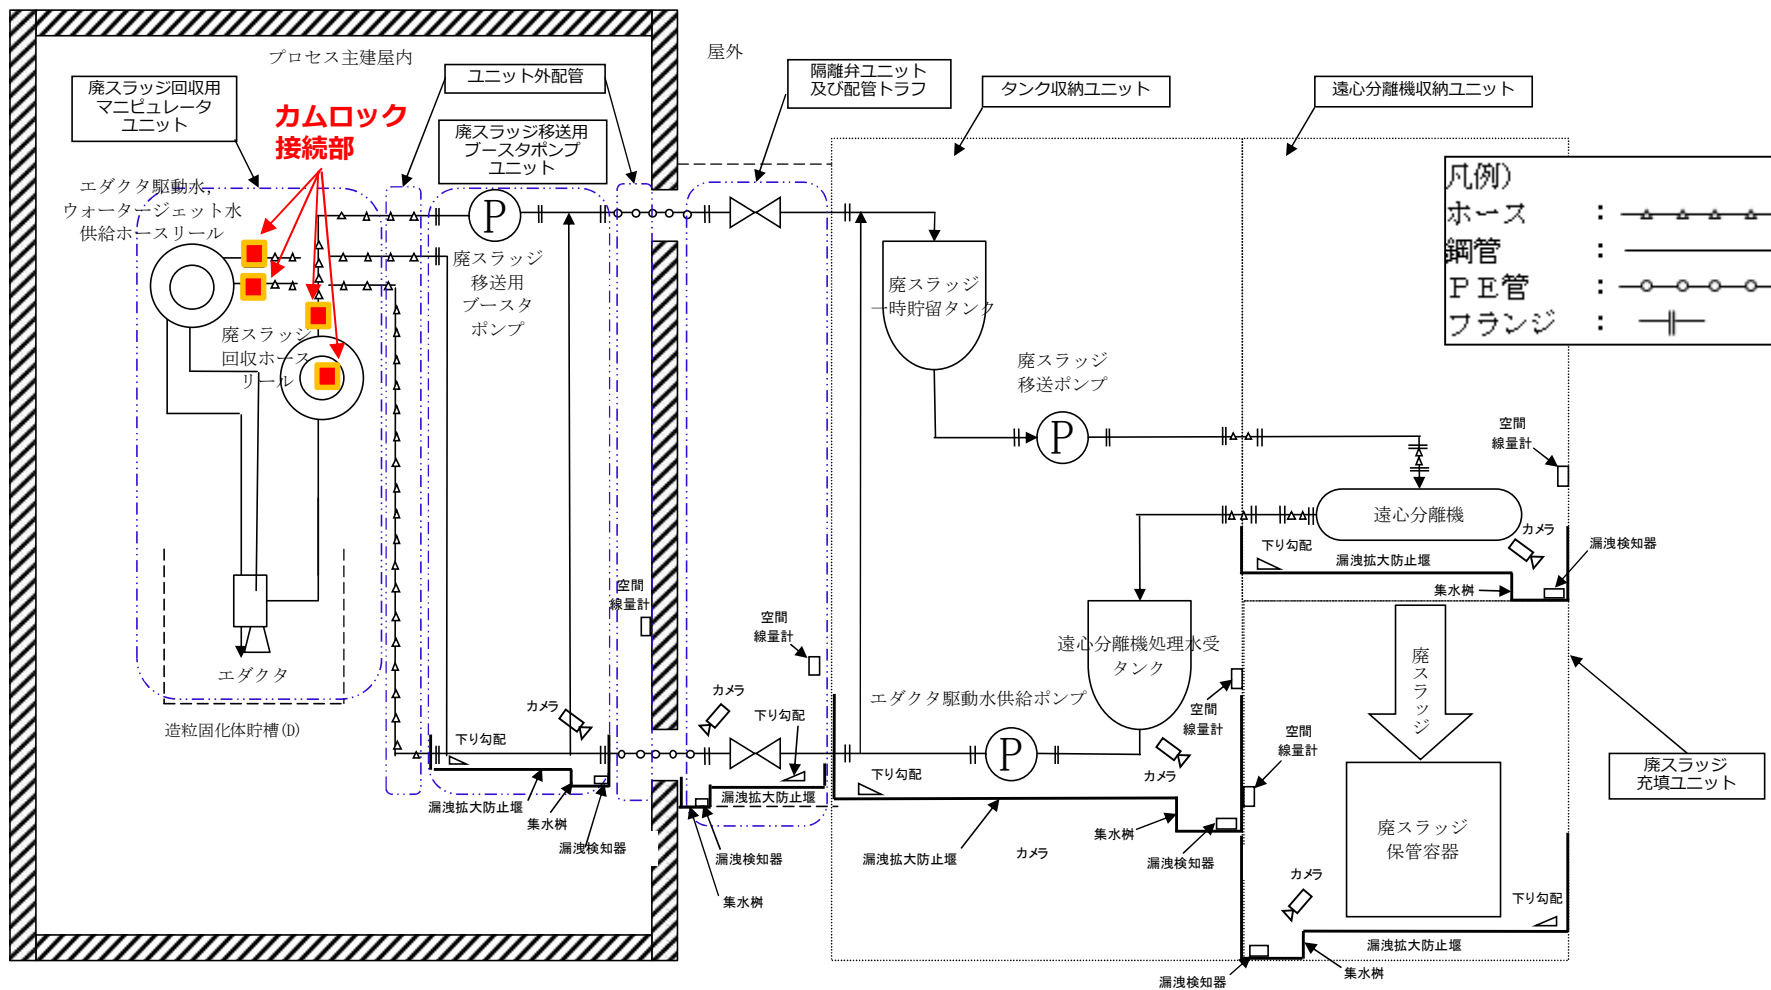 プロセス主建屋内
屋外
廃スラッジ回収用
マニピュレータ
ユニット
カムロック
接続部
ユニット外配管
廃スラッジ移送用
ブースタポンプ
ユニット
隔離弁ユニット
及び配管トラフ
タンク収納ユニット
遠心分離機収納ユニット
凡例)
ホース :
鋼管 :
PE管 :
フランジ :
エダクタ駆動水,
ウォータージェット水
供給ホースリール
P
廃スラッジ
移送用
ブースタ
ポンプ
廃スラッジ
回収ホース
リール
廃スラッジ
一時貯留タンク
廃スラッジ
移送ポンプ
P
空間
線量計
遠心分離機
カメラ
漏洩検知器
下り勾配
漏洩拡大防止堰
集水桝
空間
線量計
空間
線量計
エダクタ
造粒固化体貯槽(D)
カメラ
下り勾配
漏洩拡大防止堰
集水桝
漏洩検知器
カメラ
下り勾配
漏洩拡大防止堰
漏洩検知器
集水桝
遠心分離機処理水受
タンク
エダクタ駆動水供給ポンプ
P
空間
線量計
カメラ
下り勾配
漏洩拡大防止堰
集水桝
漏洩検知器
カメラ
空間
線量計
廃スラッジ
廃スラッジ
充填ユニット
廃スラッジ
保管容器
カメラ
下り勾配
漏洩拡大防止堰
集水桝
漏洩検知器